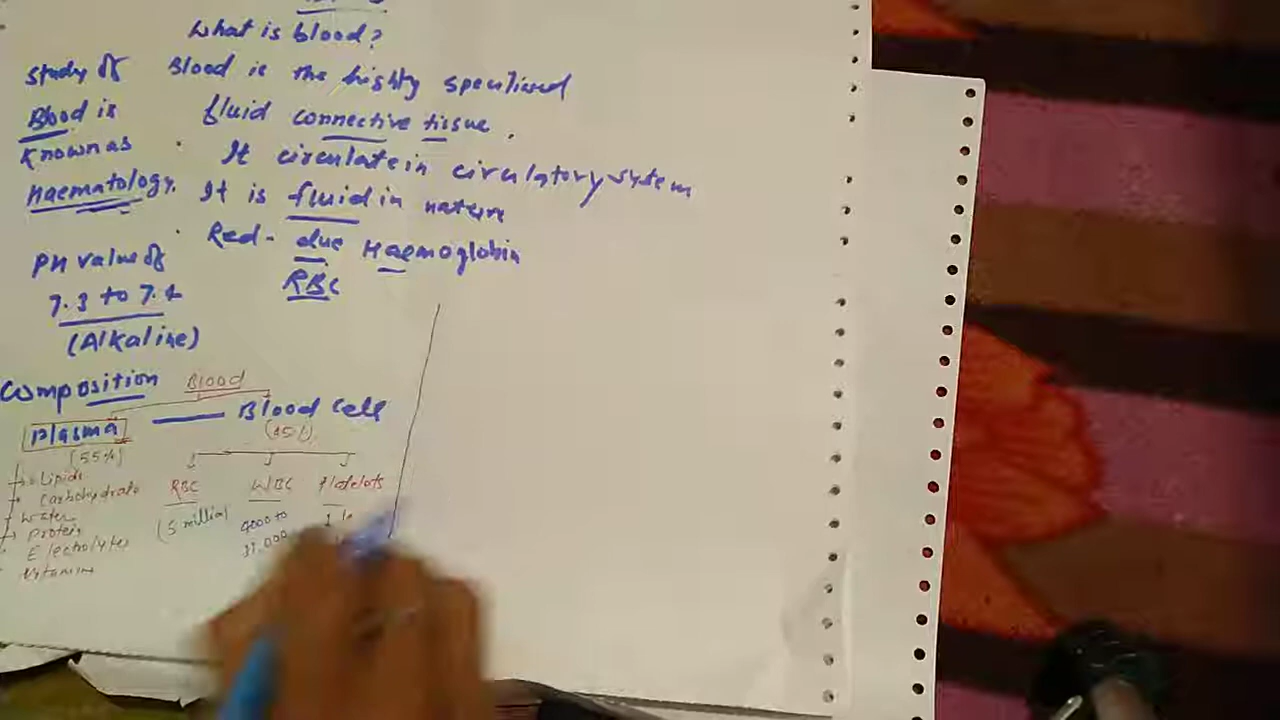 What is blood?
Study of
Blood is
Known as
Haematology.
Blood is the highly
fluid connective tissue.
It circulate in circulatory system
It is fluid in nature
Red - due Haemoglobin
RBC
PH value of
7.3 to 7.4
(Alkaline)
Composition
Blood
Plasma
(55%)
Blood cell
(45%)
Lipids
Carbohydrate
Water
Protein
Electrolytes
Vitamin
RBC
(5 million)
WBC
4000 to
11,000
Platelets